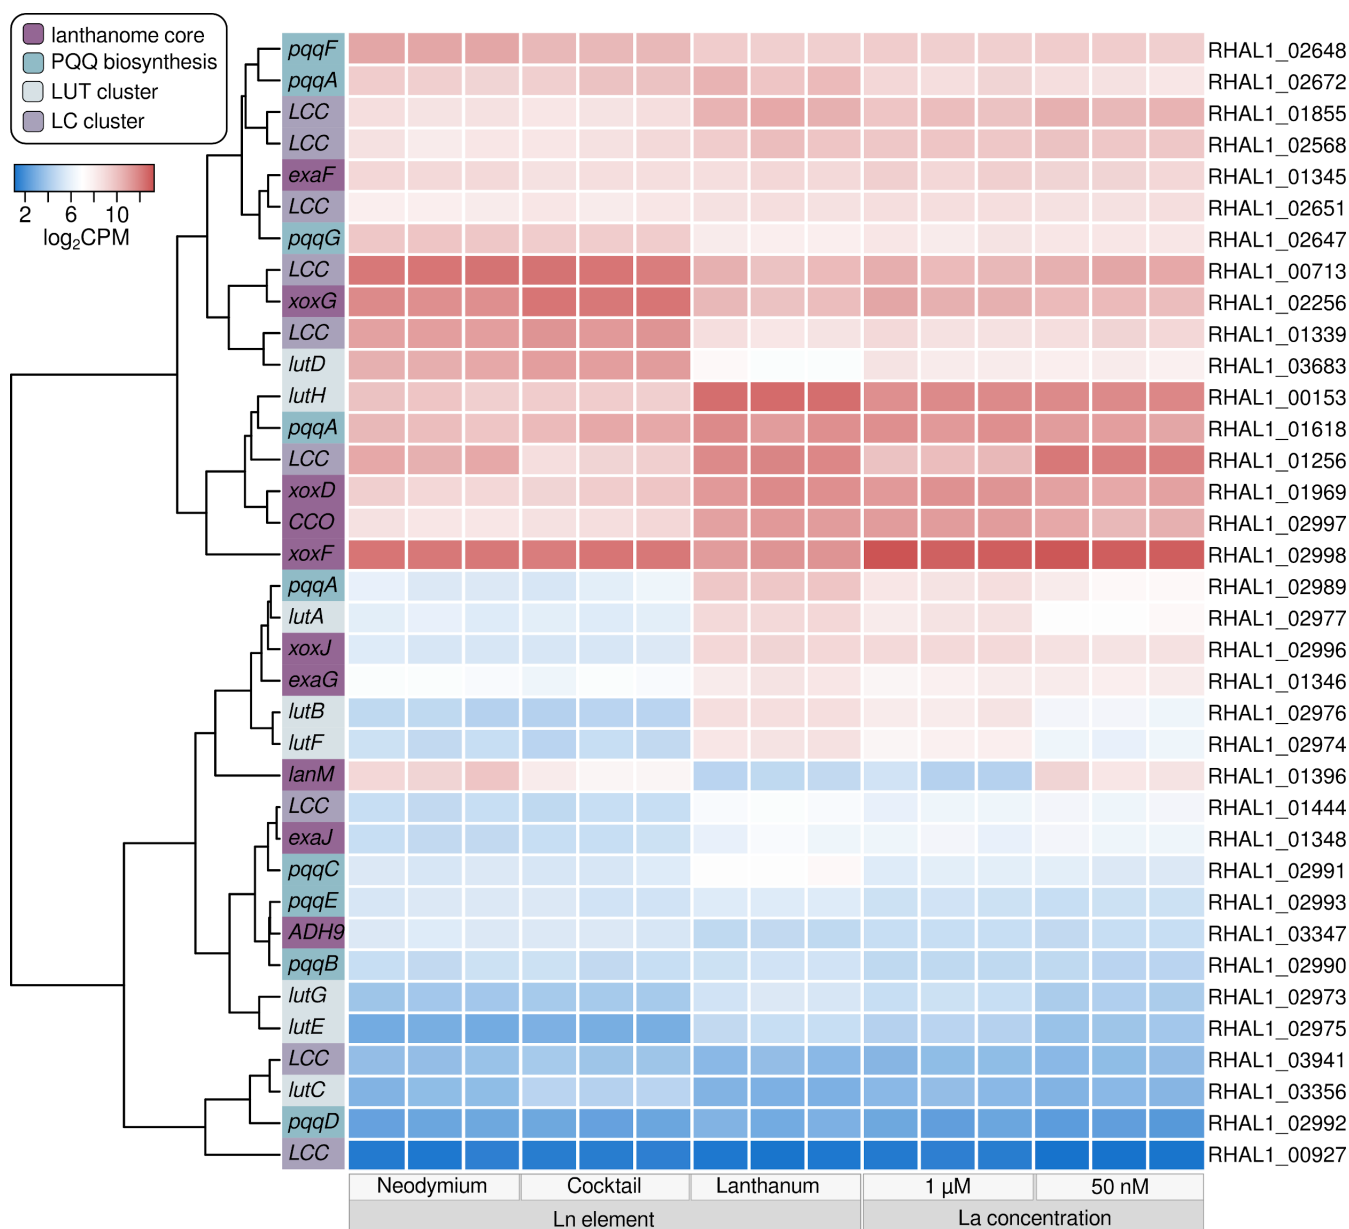 lanthanome core
PQQ biosynthesis
LUT cluster
LC cluster
2 6 10
log₂CPM
pqqF RHAL1_02648
pqqA RHAL1_02672
LCC RHAL1_01855
LCC RHAL1_02568
exaF RHAL1_01345
LCC RHAL1_02651
pqqG RHAL1_02647
LCC RHAL1_00713
xoxG RHAL1_02256
LCC RHAL1_01339
lutD RHAL1_03683
lutH RHAL1_00153
pqqA RHAL1_01618
LCC RHAL1_01256
xoxD RHAL1_01969
CCO RHAL1_02997
xoxF RHAL1_02998
pqqA RHAL1_02989
lutA RHAL1_02977
xoxJ RHAL1_02996
exaG RHAL1_01346
lutB RHAL1_02976
lutF RHAL1_02974
lanM RHAL1_01396
LCC RHAL1_01444
exaJ RHAL1_01348
pqqC RHAL1_02991
pqqE RHAL1_02993
ADH9 RHAL1_03347
pqqB RHAL1_02990
lutG RHAL1_02973
lutE RHAL1_02975
LCC RHAL1_03941
lutC RHAL1_03356
pqqD RHAL1_02992
LCC RHAL1_00927
Neodymium Cocktail Lanthanum 1 µM 50 nM
Ln element La concentration